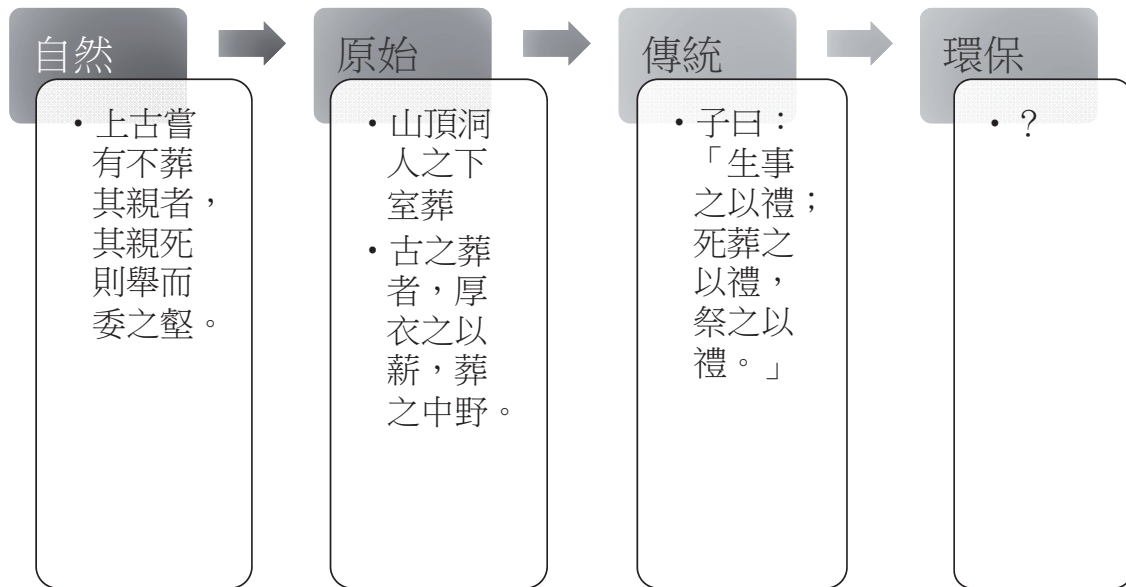 自然
・上古嘗
有不葬
其親者，
其親死
則舉而
委之壑。
原始
・山頂洞
人之下
室葬
・古之葬
者，厚
衣之以
薪，葬
之中野。
傳統
・子曰：
「生事
之以禮；
死葬之
以禮，
祭之以
禮。」
環保
・？